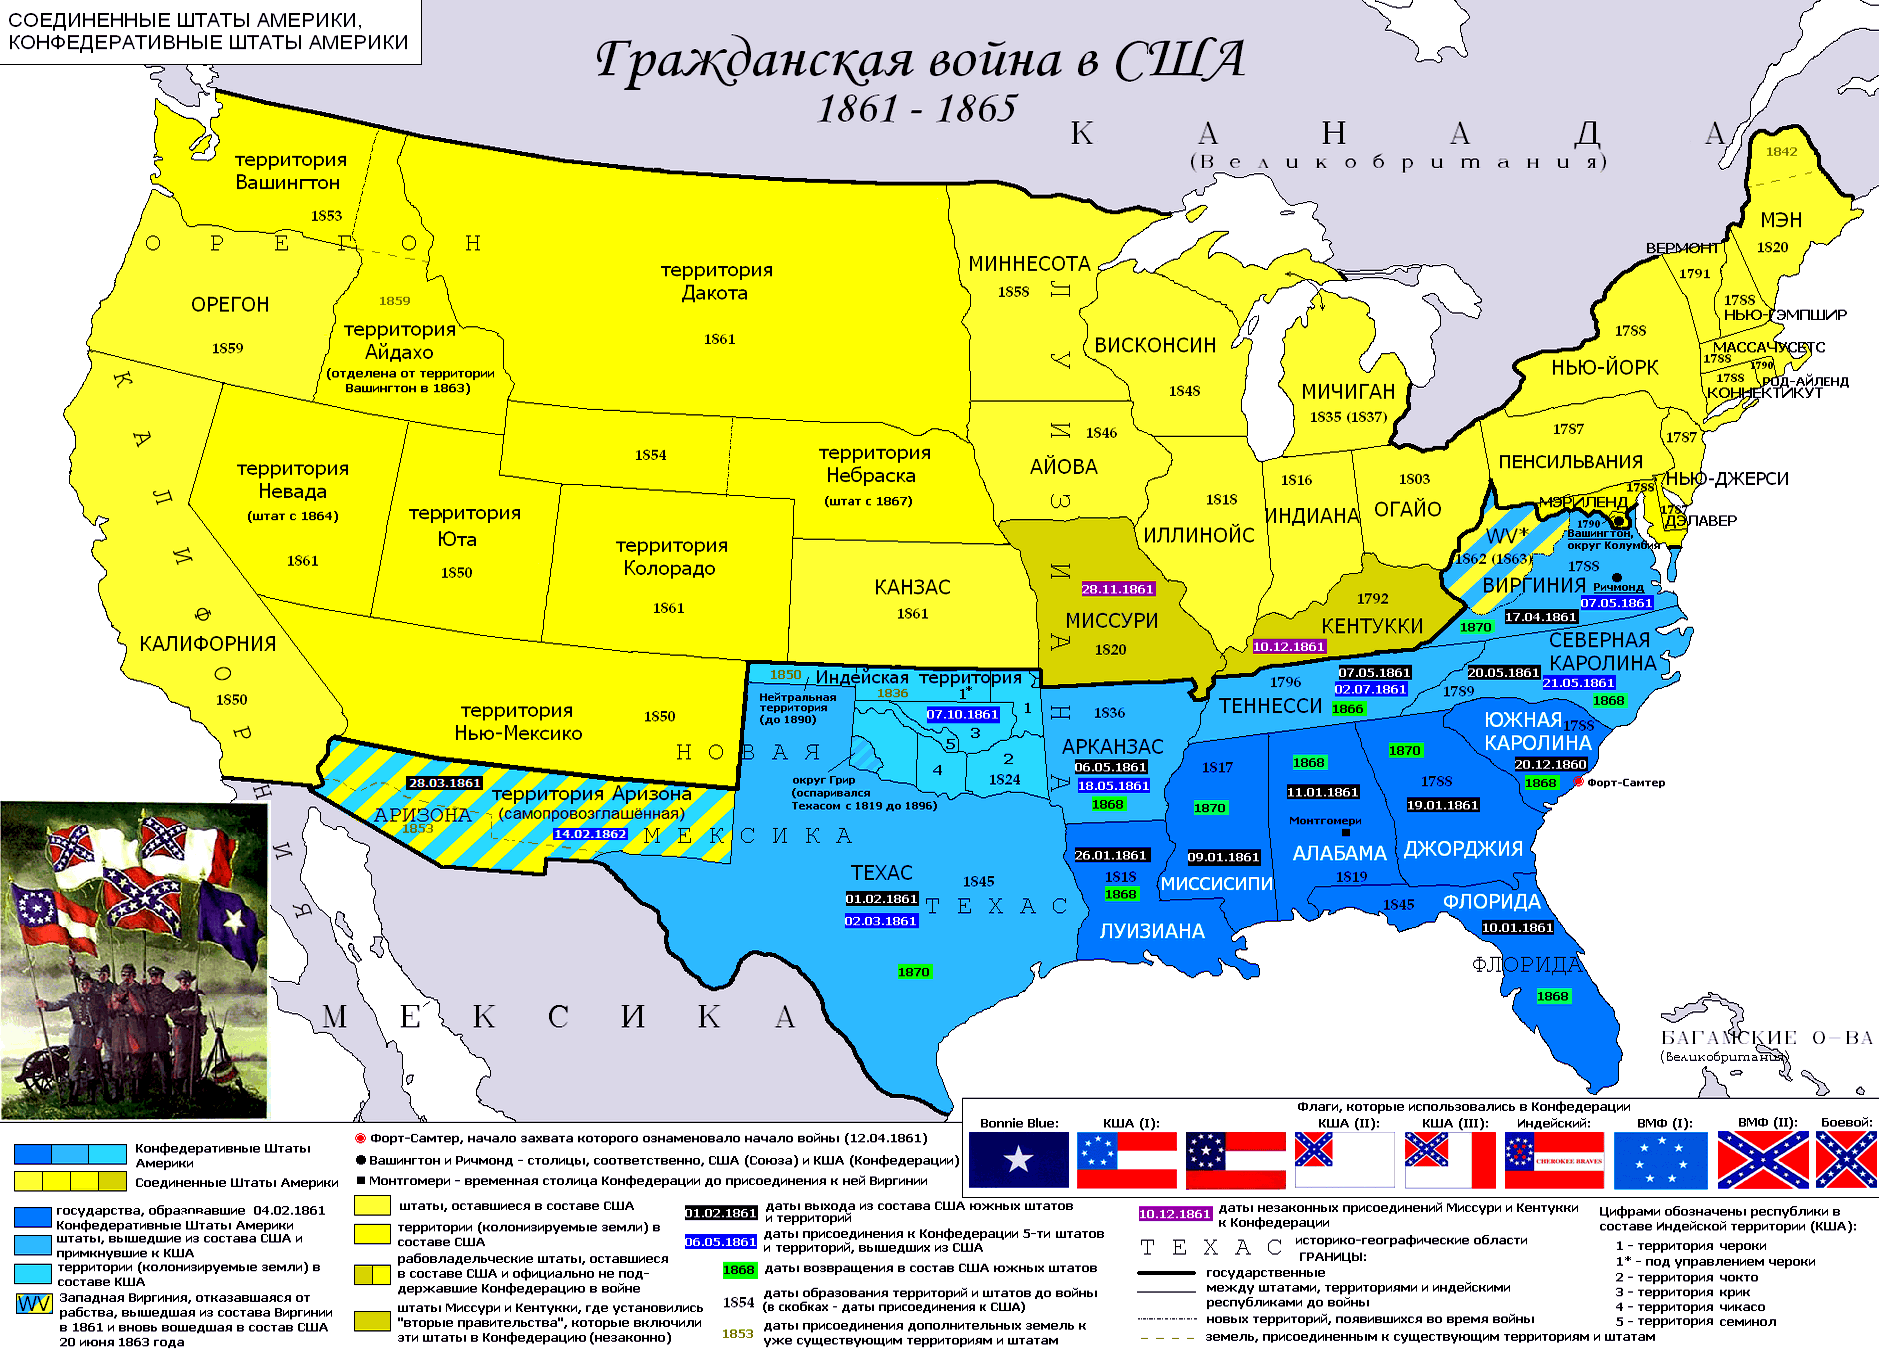 СОЕДИНЕННЫЕ ШТАТЫ АМЕРИКИ,
КОНФЕДЕРАТИВНЫЕ ШТАТЫ АМЕРИКИ
Гражданская война в США
1861 - 1865
К А Н А Д А
(Великобритания)
территория
Вашингтон
1853
О Р Е Г О Н
ОРЕГОН
1859
1859
территория
Айдахо
(отделена от территории
Вашингтон в 1863)
территория
Дакота
1861
МИННЕСОТА
1858
ВИСКОНСИН
1848
МИЧИГАН
1835 (1837)
1842
МЭН
1820
ВЕРМОНТ
1791
1788
НЬЮ-ГЭМПШИР
1788
НЬЮ-ЙОРК
МАССАЧУСЕТС
1788
1790
РОД-АЙЛЕНД
1788
КОННЕКТИКУТ
К А Л И Ф О Р Н И Я
Л У И З И А Н А
территория
Невада
(штат с 1864)
1861
территория
Юта
1850
1854
территория
Небраска
(штат с 1867)
территория
Колорадо
1861
КАНЗАС
1861
1846
АЙОВА
1818
ИЛЛИНОЙС
1816
ИНДИАНА
1803
ОГАЙО
1787
ПЕНСИЛЬВАНИЯ
1787
НЬЮ-ДЖЕРСИ
1788
МЭРИЛЕНД
1787
ДЭЛАВЕР
1790
Вашингтон,
округ Колумбия
WV*
1862 (1863)
1788
ВИРГИНИЯ
Ричмонд
07.05.1861
17.04.1861
1870
28.11.1861
МИССУРИ
1820
1792
КЕНТУККИ
10.12.1861
КАЛИФОРНИЯ
1850
территория
Нью-Мексико
1850
Н О В А Я
М Е К С И К А
28.03.1861
АРИЗОНА
1853
территория Аризона
(самопровозглашённая)
14.02.1862
1850
Индейская территория
1836
1*
1
Нейтральная
территория
(до 1890)
07.10.1861
3
5
2
4
1824
округ Грир
(оспаривался
Техасом с 1819 до 1896)
1836
АРКАНЗАС
06.05.1861
18.05.1861
1868
1796
ТЕННЕССИ
07.05.1861
02.07.1861
1866
СЕВЕРНАЯ
КАРОЛИНА
20.05.1861
21.05.1861
1789
1868
ЮЖНАЯ
КАРОЛИНА
1788
20.12.1860
1868
Форт-Самтер
1817
1870
09.01.1861
МИССИСИПИ
1868
11.01.1861
Монтгомери
АЛАБАМА
1819
1870
1788
19.01.1861
ДЖОРДЖИЯ
26.01.1861
1818
1868
ЛУИЗИАНА
1845
ФЛОРИДА
10.01.1861
ФЛОРИДА
1868
ТЕХАС
01.02.1861
02.03.1861
1845
Т Е Х А С
1870
М Е К С И К А
БАГАМСКИЕ О-ВА
(Великобритания)
Флаги, которые использовались в Конфедерации
Bonnie Blue:
КША (I):
КША (II):
КША (III):
Индейский:
ВМФ (I):
ВМФ (II):
Боевой:
CHEROKEE BRAVES
Конфедеративные Штаты
Америки
Соединенные Штаты Америки
государства, образовавшие 04.02.1861
Конфедеративные Штаты Америки
штаты, вышедшие из состава США и
примкнувшие к КША
территории (колонизируемые земли) в
составе КША
WV
Западная Виргиния, отказавшаяся от
рабства, вышедшая из состава Виргинии
в 1861 и вновь вошедшая в состав США
20 июня 1863 года
Форт-Самтер, начало захвата которого ознаменовало начало войны (12.04.1861)
Вашингтон и Ричмонд - столицы, соответственно, США (Союза) и КША (Конфедерации)
Монтгомери - временная столица Конфедерации до присоединения к ней Виргинии
штаты, оставшиеся в составе США
территории (колонизируемые земли) в
составе США
рабовладельческие штаты, оставшиеся
в составе США и официально не под-
державшие Конфедерацию в войне
штаты Миссури и Кентукки, где установились
"вторые правительства", которые включили
эти штаты в Конфедерацию (незаконно)
01.02.1861
даты выхода из состава США южных штатов
и территорий
06.05.1861
даты присоединения к Конфедерации 5-ти штатов
и территорий, вышедших из США
1868
даты возвращения в состав США южных штатов
1854
даты образования территорий и штатов до войны
(в скобках - даты присоединения к США)
1853
даты присоединения дополнительных земель к
уже существующим территориям и штатам
10.12.1861
даты незаконных присоединений Миссури и Кентукки
к Конфедерации
Т Е Х А С
историко-географические области
ГРАНИЦЫ:
государственные
между штатами, территориями и индейскими
республиками до войны
новых территорий, появившихся во время войны
земель, присоединенным к существующим территориям и штатам
Цифрами обозначены республики в
составе Индейской территории (КША):
1 - территория чероки
1* - под управлением чероки
2 - территория чокто
3 - территория крик
4 - территория чикасо
5 - территория семинол